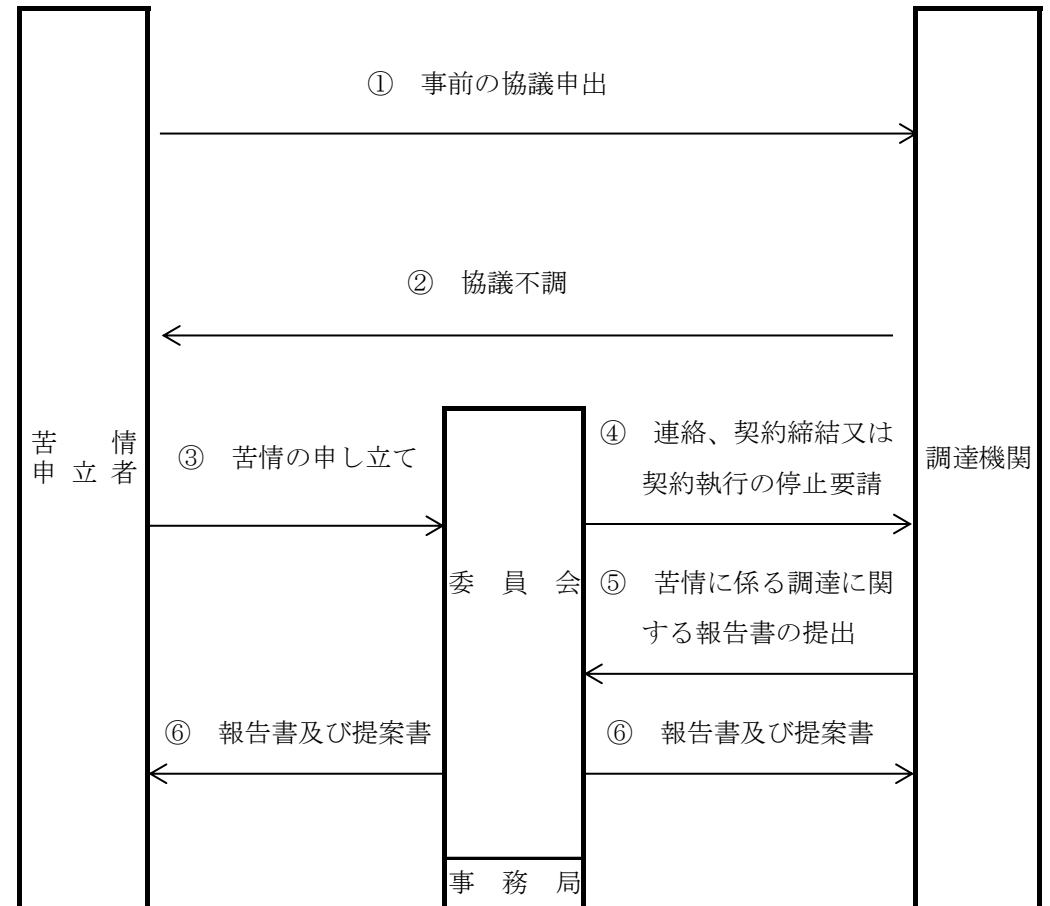 ① 事前の協議申出
② 協議不調
苦情
申立者
③ 苦情の申し立て
④ 連絡、契約締結又は
契約執行の停止要請
調達機関
委員会
⑤ 苦情に係る調達に関
する報告書の提出
⑥ 報告書及び提案書
⑥ 報告書及び提案書
事務局